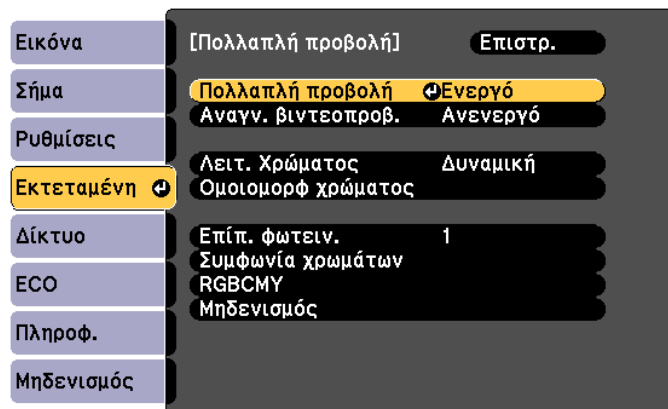 Εικόνα
Σήμα
Ρυθμίσεις
Εκτεταμένη
Δίκτυο
ECO
Πληροφ.
Μηδενισμός
[Πολλαπλή προβολή] Επιστρ.
Πολλαπλή προβολή Ενεργό
Αναγν. βιντεοπροβ. Ανενεργό
Λειτ. Χρώματος Δυναμική
Ομοιομορφ χρώματος
Επίπ. φωτειν. 1
Συμφωνία χρωμάτων
RGBCMY
Μηδενισμός